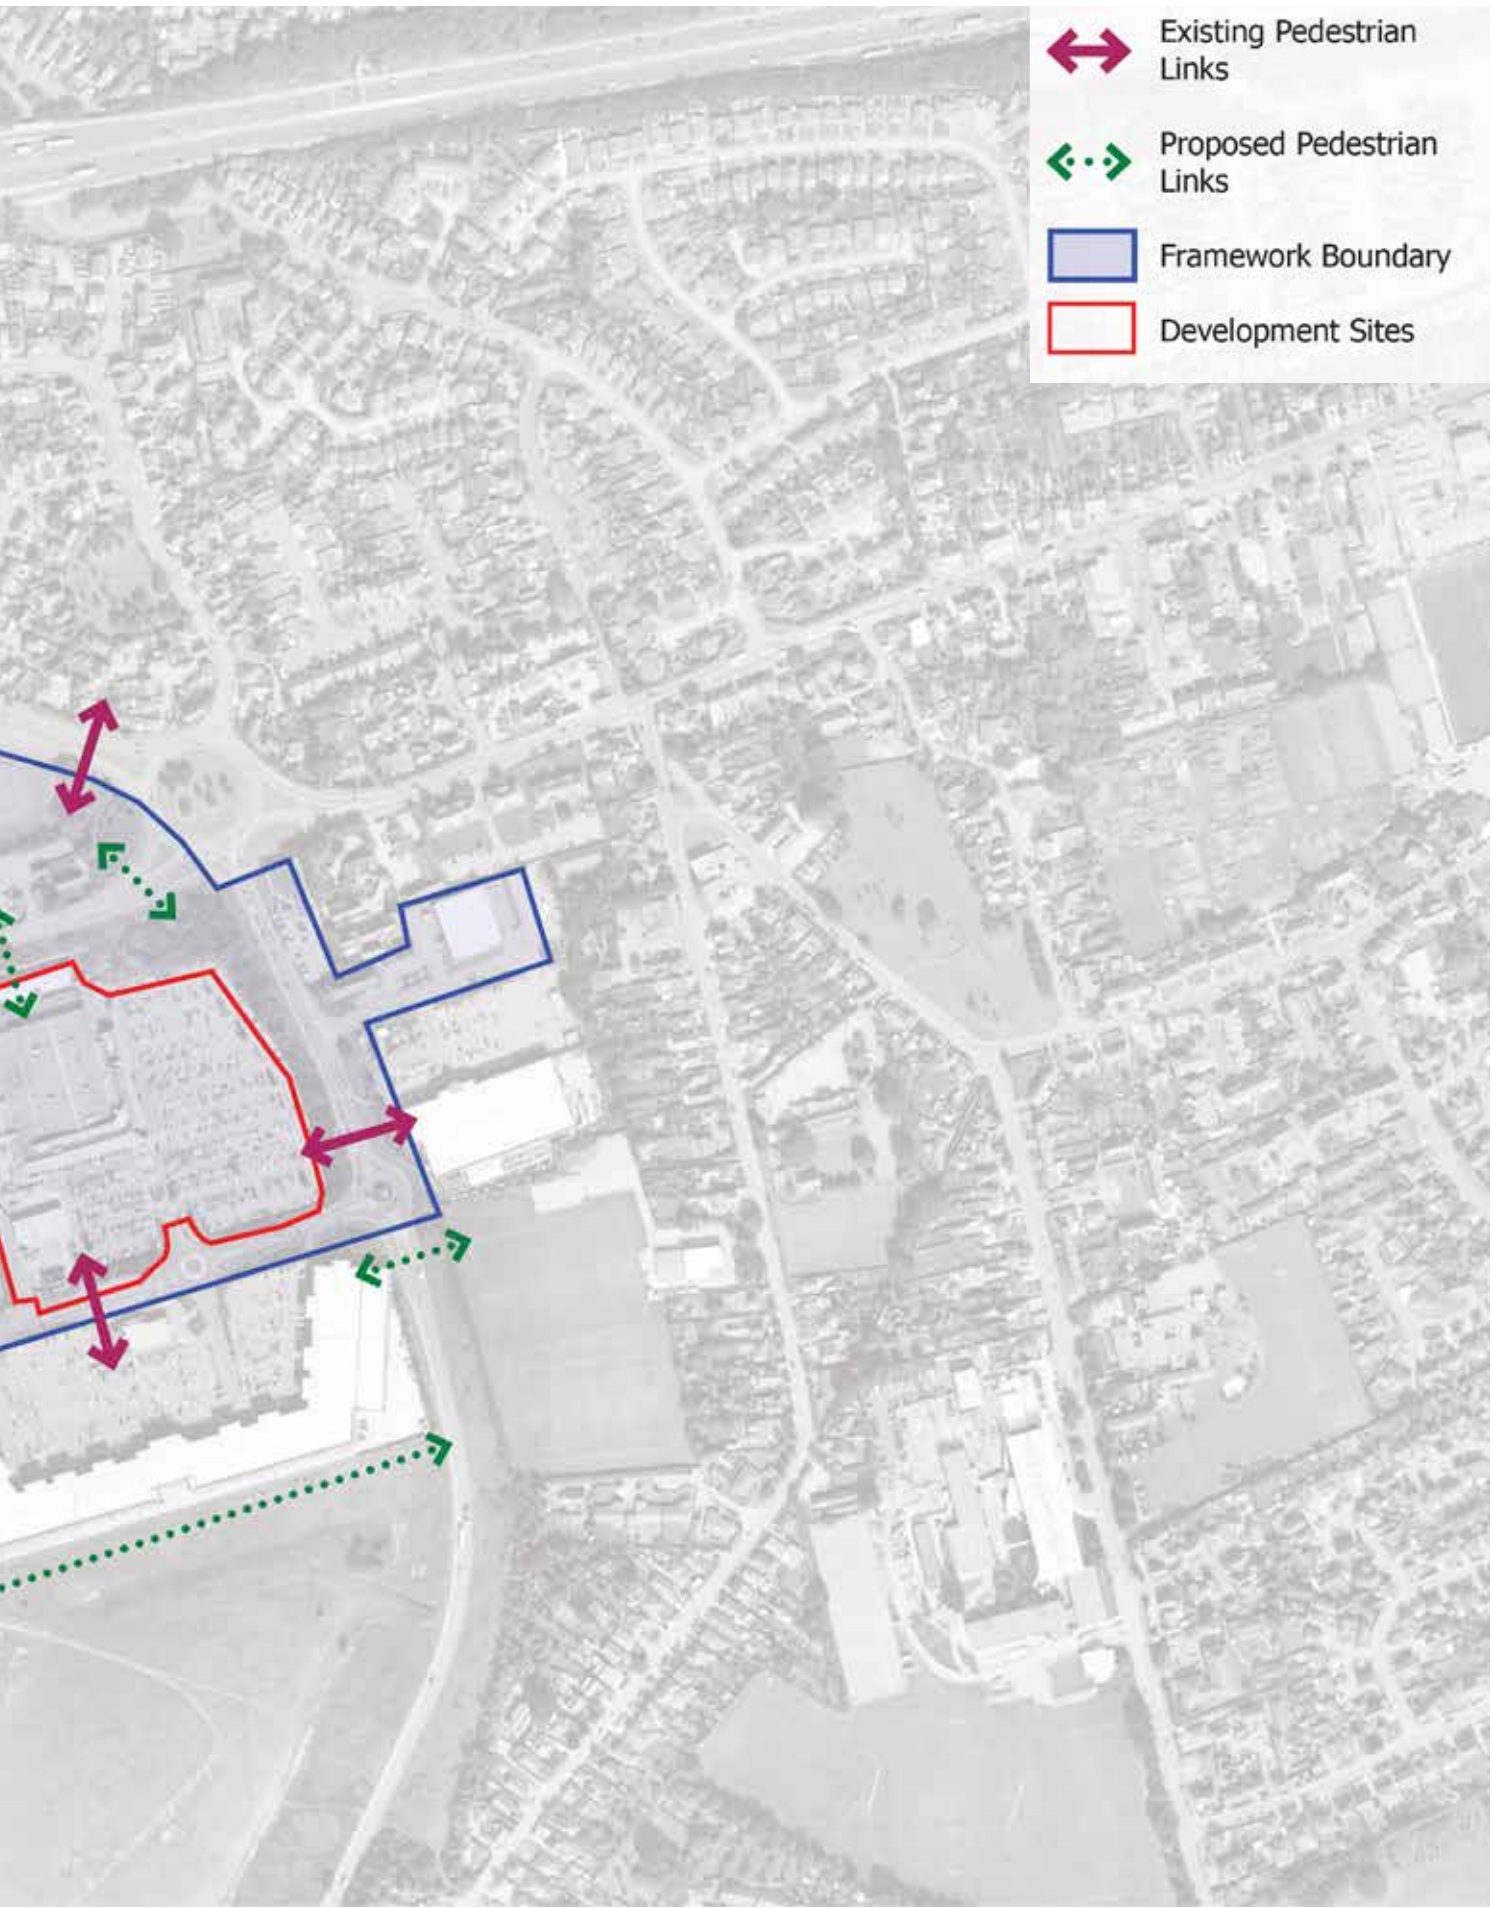 Existing Pedestrian
Links
Proposed Pedestrian
Links
Framework Boundary
Development Sites